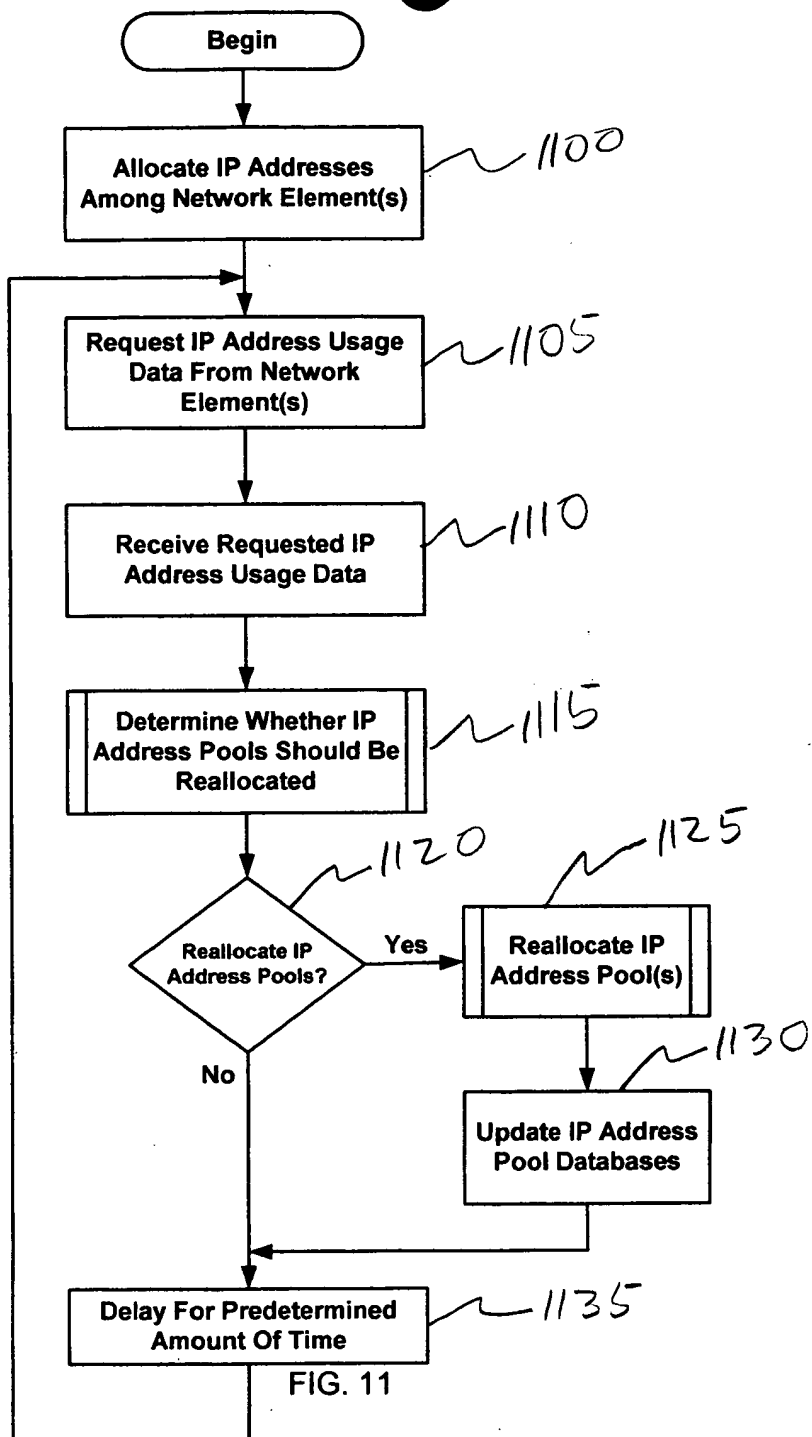 Begin
Allocate IP Addresses
Among Network Element(s)
1100
Request IP Address Usage
Data From Network
Element(s)
1105
Receive Requested IP
Address Usage Data
1110
Determine Whether IP
Address Pools Should Be
Reallocated
1115
1120
Reallocate IP
Address Pools?
Yes
No
1125
Reallocate IP
Address Pool(s)
1130
Update IP Address
Pool Databases
Delay For Predetermined
Amount Of Time
1135
FIG. 11